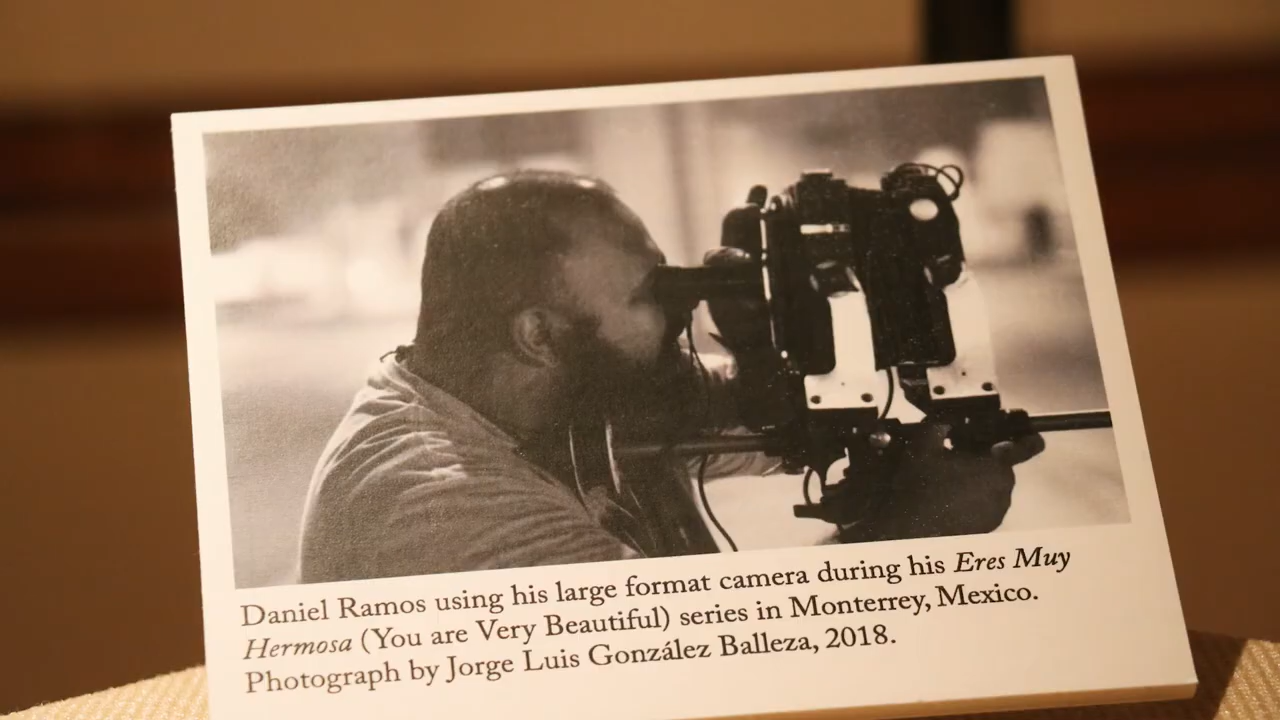 Daniel Ramos using his large format camera during his Eres Muy
Hermosa (You are Very Beautiful) series in Monterrey, Mexico.
Photograph by Jorge Luis González Balleza, 2018.